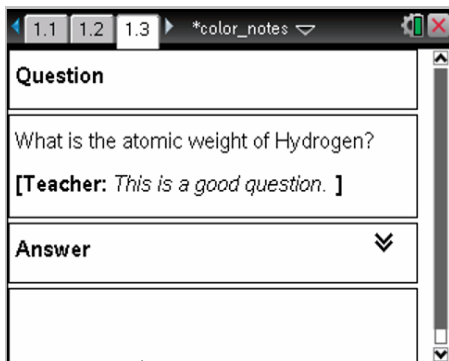 1.1 1.2 1.3 *color_notes
Question
What is the atomic weight of Hydrogen?
[Teacher: This is a good question. ]
Answer